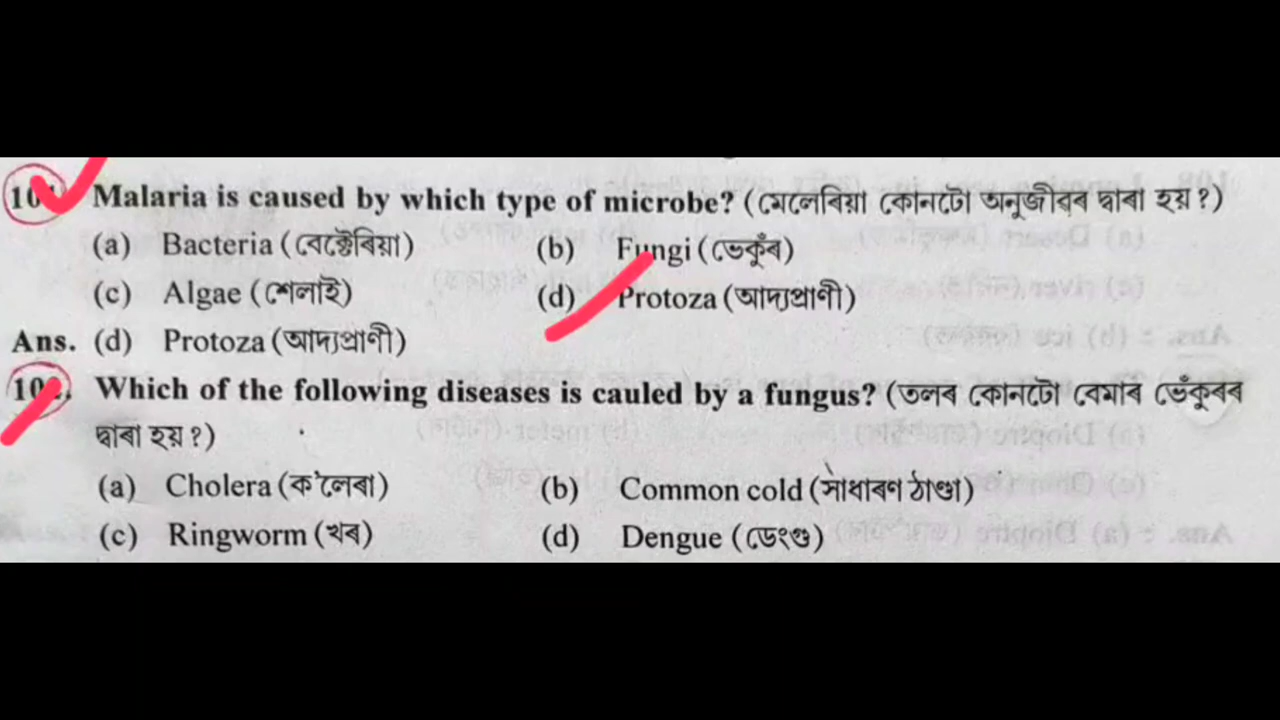 Malaria is caused by which type of microbe? (মেলেৰিয়া কোনটো অনুজীৱৰ দ্বাৰা হয়?)
(a) Bacteria (বেক্টেৰিয়া) (b) Fungi (ভেকুঁৰ)
(c) Algae (শেলাই) (d) Protoza (আদ্যপ্ৰাণী)
Ans. (d) Protoza (আদ্যপ্ৰাণী)
Which of the following diseases is cauled by a fungus? (তলৰ কোনটো বেমাৰ ভেঁকুৰৰ
দ্বাৰা হয়?)
(a) Cholera (ক'লৈৰা) (b) Common cold (সাধাৰণ ঠাণ্ডা)
(c) Ringworm (খৰ) (d) Dengue (ডেংগু)